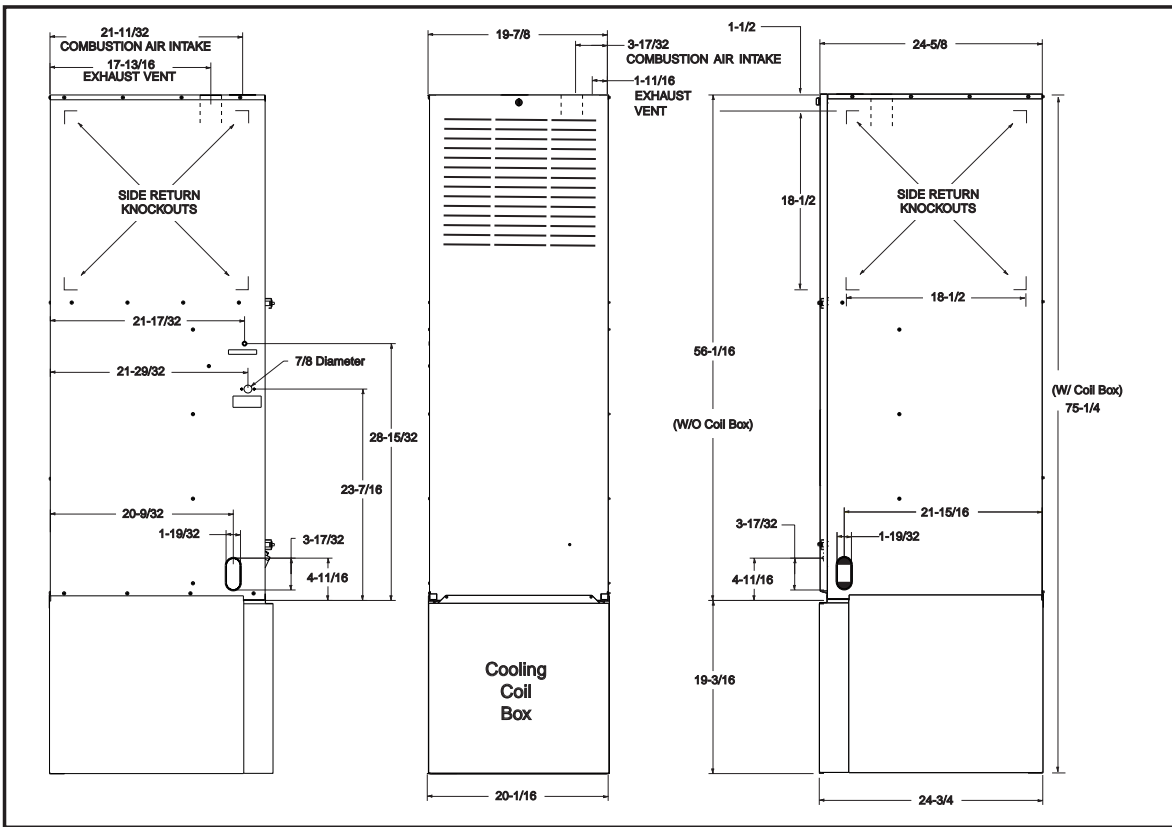 21-11/32
COMBUSTION AIR INTAKE
17-13/16
EXHAUST VENT
SIDE RETURN
KNOCKOUTS
21-17/32
7/8 Diameter
21-29/32
28-15/32
23-7/16
20-9/32
1-19/32
3-17/32
4-11/16
19-7/8
3-17/32
COMBUSTION AIR INTAKE
1-11/16
EXHAUST
VENT
Cooling
Coil
Box
20-1/16
1-1/2
24-5/8
18-1/2
SIDE RETURN
KNOCKOUTS
18-1/2
56-1/16
(W/O Coil Box)
(W/ Coil Box)
75-1/4
21-15/16
3-17/32
1-19/32
4-11/16
19-3/16
24-3/4